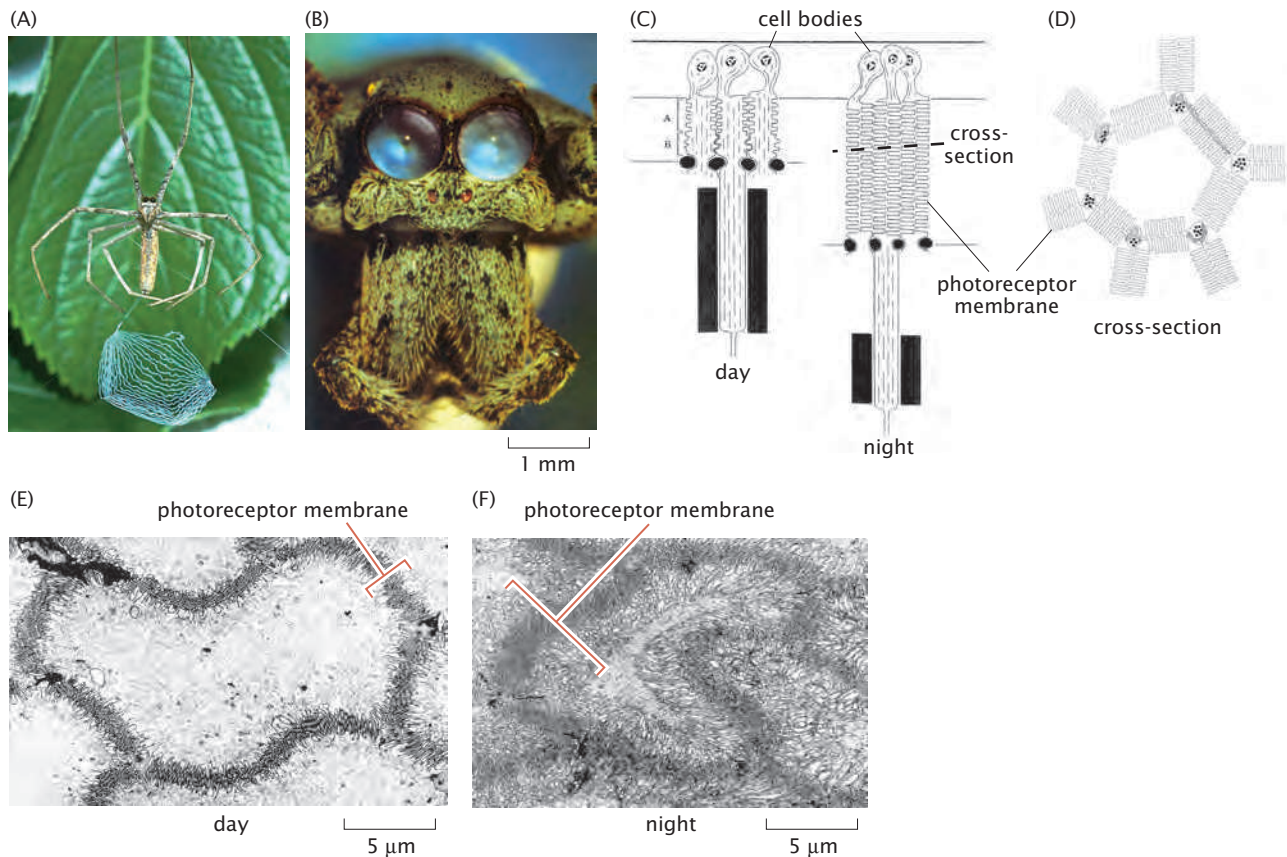 (A)
(B)
(C)
cell bodies
(D)
A
B
cross-
section
photoreceptor
membrane
cross-section
day
night
1 mm
(E)
photoreceptor membrane
(F)
photoreceptor membrane
day
5 μm
night
5 μm